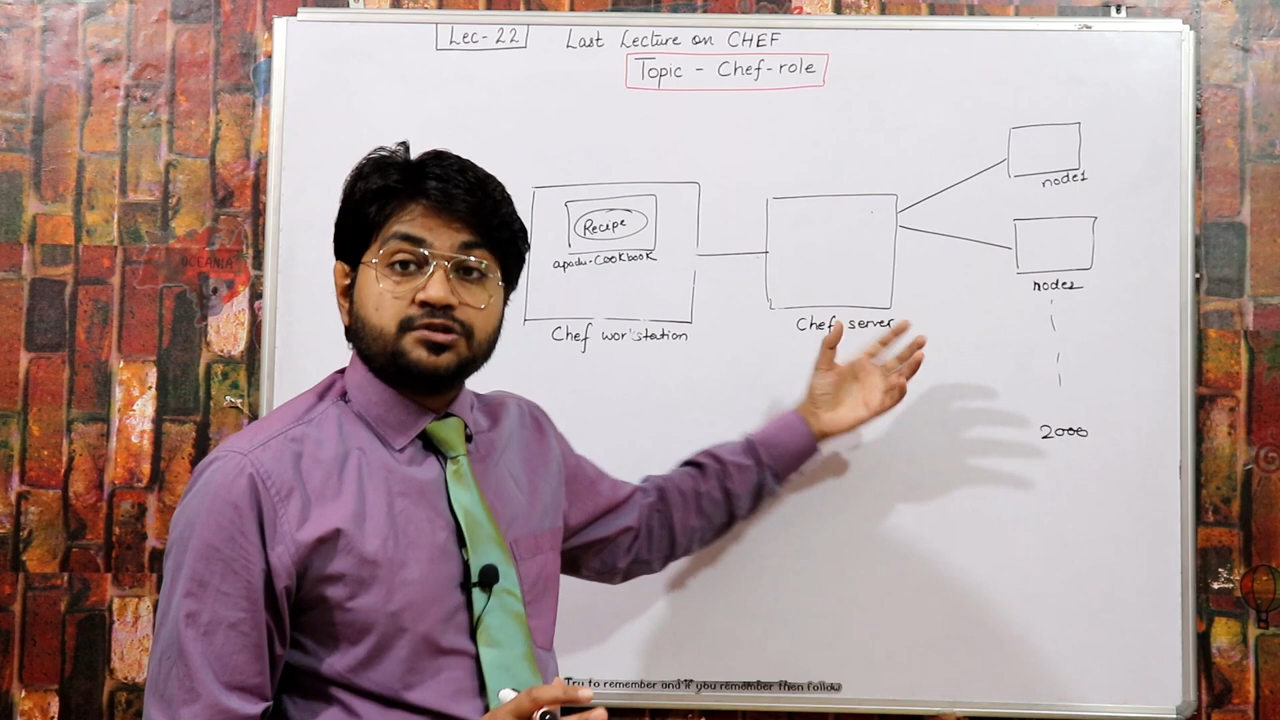 Lec-22
Last Lecture on CHEF
Topic - Chef-role
node1
Recipe
apodu-cookbook
node2
Chef workstation
Chef server
2000
OCEANIA
Try to remember and if you remember then follow